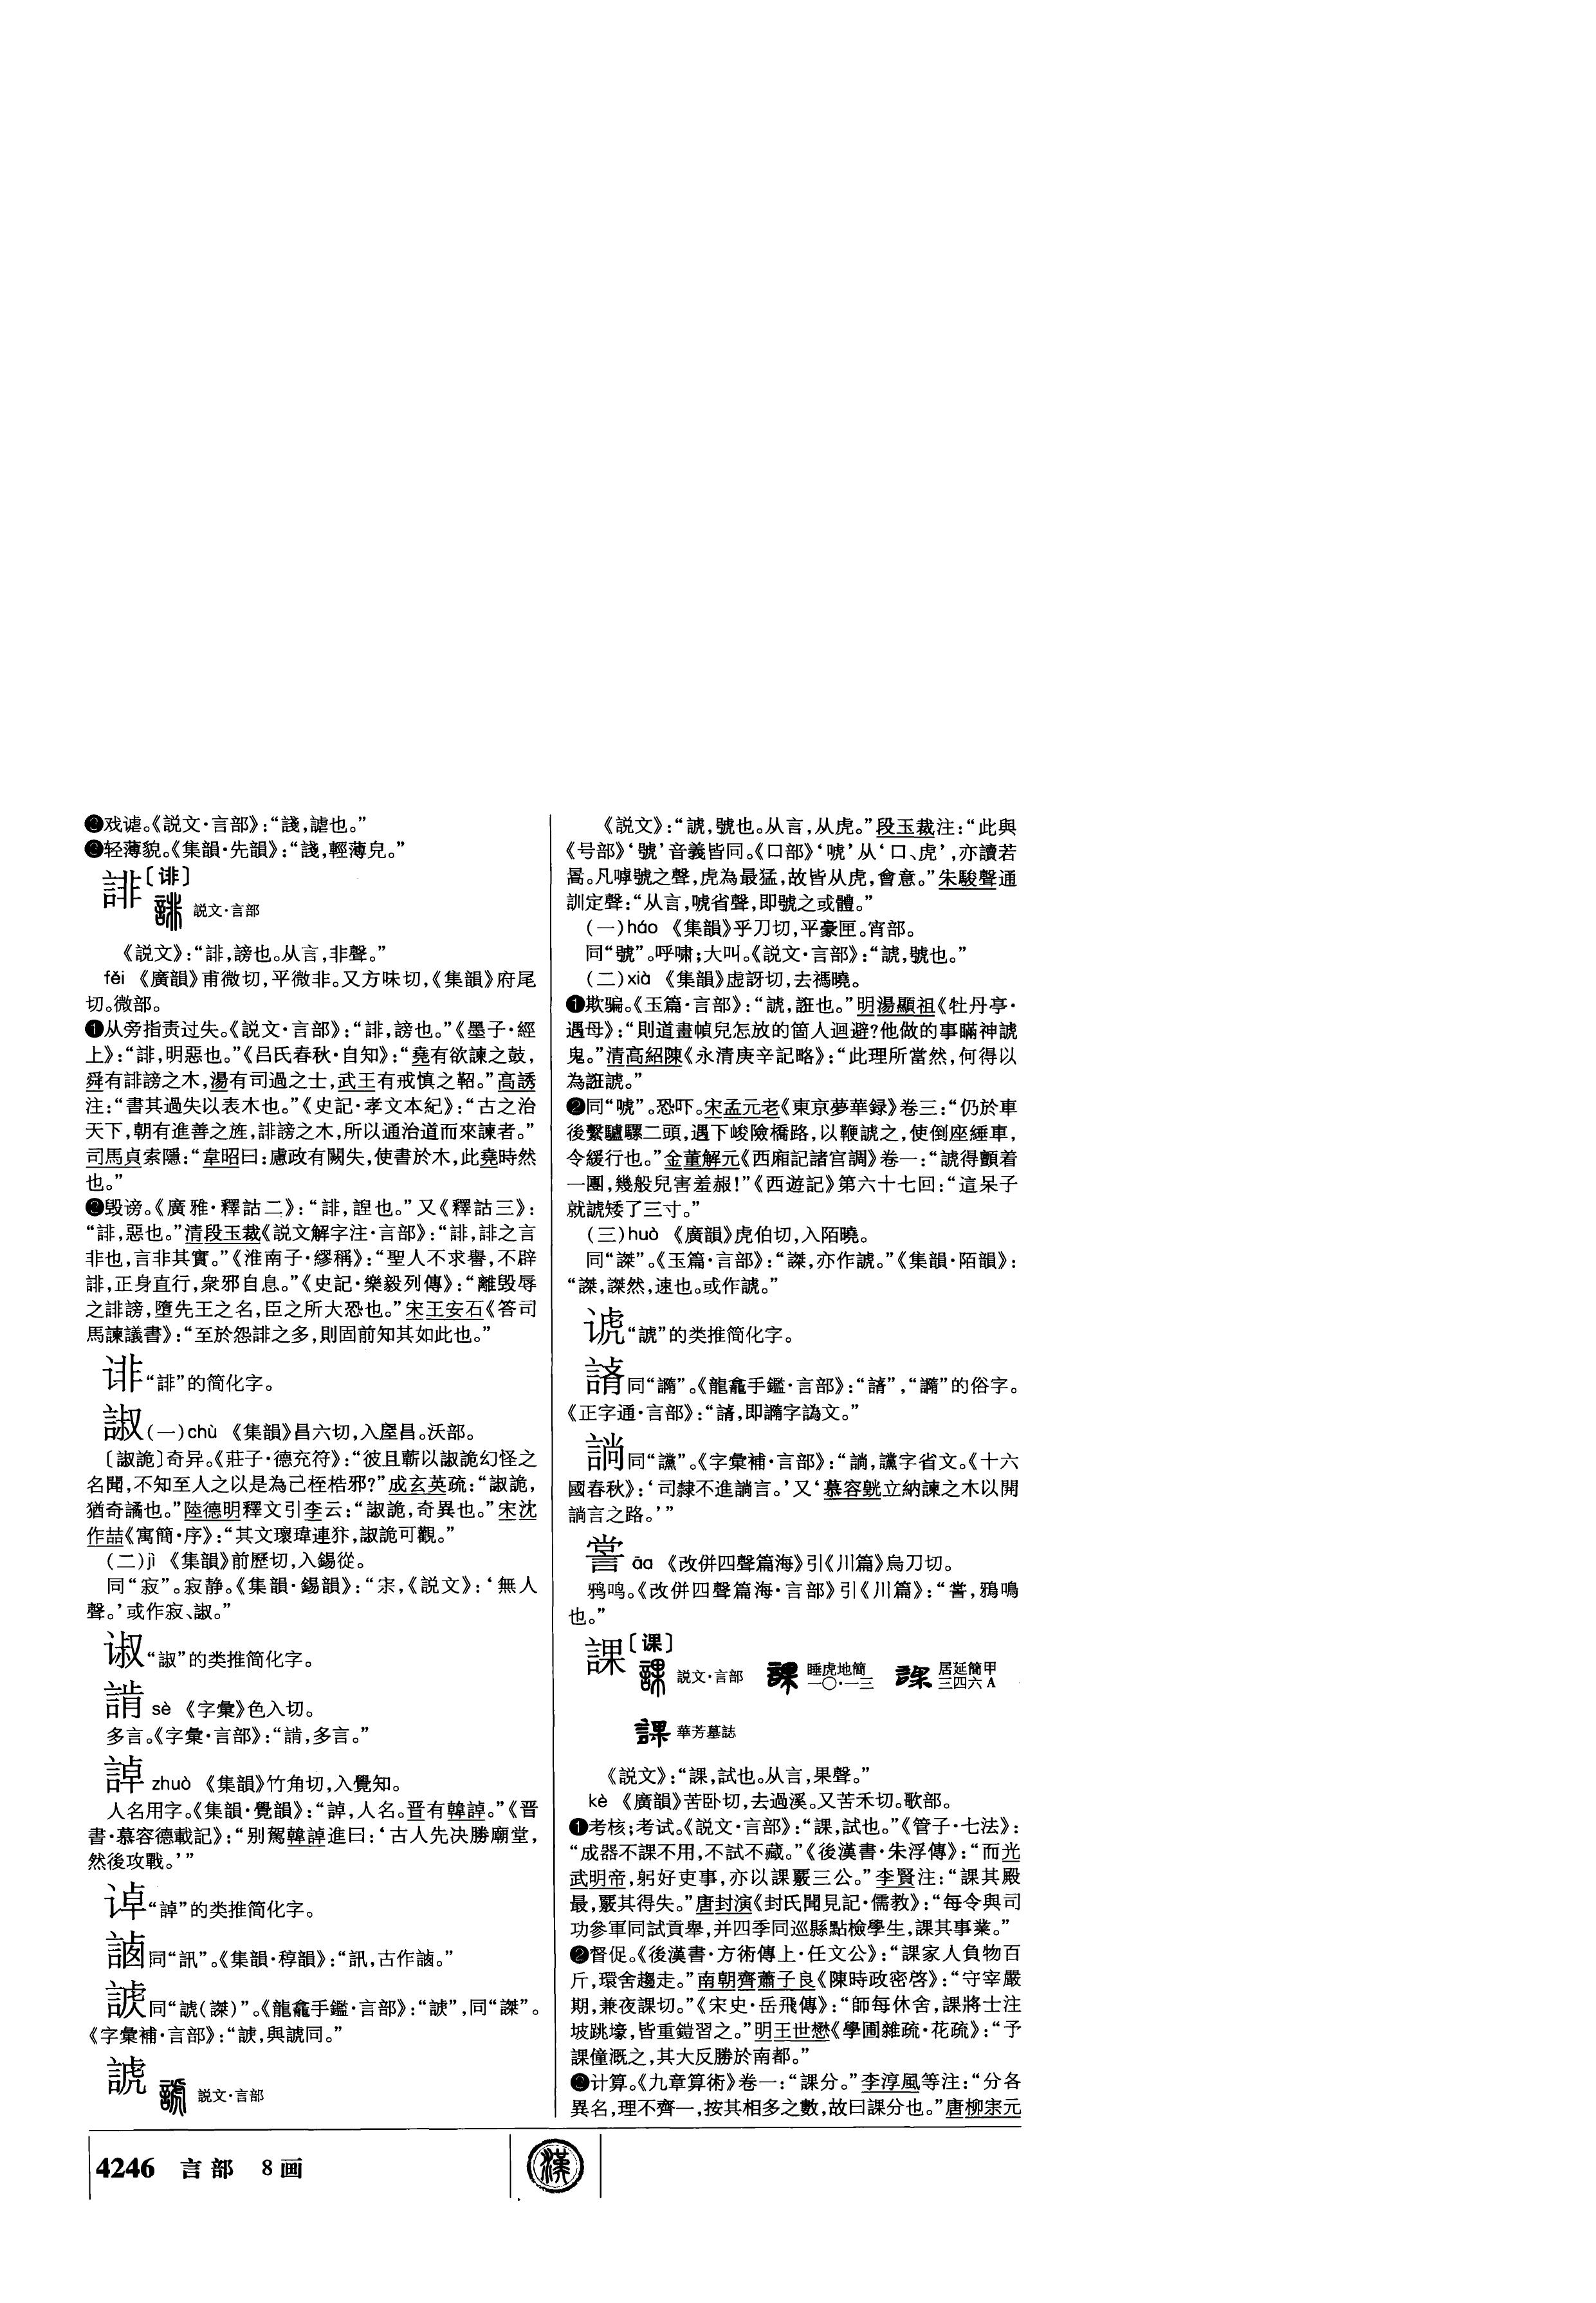 ❷戏谑。《説文·言部》：“諓，謔也。”
❸轻薄貌。《集韻·先韻》：“諓，輕薄皃。”
誹〔诽〕
説文·言部
《説文》：“誹，謗也。从言，非聲。”
fěi 《廣韻》甫微切，平微非。又方味切，《集韻》府尾
切。微部。
❶从旁指责过失。《説文·言部》：“誹，謗也。”《墨子·經
上》：“誹，明惡也。”《吕氏春秋·自知》：“堯有欲諫之鼓，
舜有誹謗之木，湯有司過之士，武王有戒慎之鞀。”高誘
注：“書其過失以表木也。”《史記·孝文本紀》：“古之治
天下，朝有進善之旌，誹謗之木，所以通治道而來諫者。”
司馬貞索隱：“韋昭曰：慮政有闕失，使書於木，此堯時然
也。”
❷毁谤。《廣雅·釋詁二》：“誹，諻也。”又《釋詁三》：
“誹，惡也。”清段玉裁《説文解字注·言部》：“誹，誹之言
非也，言非其實。”《淮南子·繆稱》：“聖人不求譽，不辟
誹，正身直行，衆邪自息。”《史記·樂毅列傳》：“離毁辱
之誹謗，墮先王之名，臣之所大恐也。”宋王安石《答司
馬諫議書》：“至於怨誹之多，則固前知其如此也。”
诽“誹”的简化字。
諔(一)chù 《集韻》昌六切，入屋昌。沃部。
〔諔詭〕奇异。《莊子·德充符》：“彼且蘄以諔詭幻怪之
名聞，不知至人之以是為己桎梏邪？”成玄英疏：“諔詭，
猶奇譎也。”陸德明釋文引李云：“諔詭，奇異也。”宋沈
作喆《寓簡·序》：“其文瓌瑋連犿，諔詭可觀。”
(二)jì 《集韻》前歷切，入錫從。
同“寂”。寂静。《集韻·錫韻》：“宋，《説文》：‘無人
聲。’或作寂、諔。”
𫍥“諔”的类推简化字。
sè 《字彙》色入切。
多言。《字彙·言部》：“，多言。”
諪 zhuò 《集韻》竹角切，入覺知。
人名用字。《集韻·覺韻》：“諪，人名。晋有韓諪。”《晋
書·慕容德載記》：“别駕韓諪進曰：‘古人先决勝廟堂，
然後攻戰。’”
“諪”的类推简化字。
同“訊”。《集韻·稕韻》：“訊，古作。”
同“諕(謋)”。《龍龕手鑑·言部》：“”，同“謋”。
《字彙補·言部》：“，與諕同。”
諕 説文·言部
《説文》：“諕，號也。从言，从虎。”段玉裁注：“此與
《号部》‘號’音義皆同。《口部》‘唬’从‘口、虎’，亦讀若
暠。凡嘑號之聲，虎為最猛，故皆从虎，會意。”朱駿聲通
訓定聲：“从言，唬省聲，即號之或體。”
(一)háo 《集韻》乎刀切，平豪匣。宵部。
同“號”。呼啸；大叫。《説文·言部》：“諕，號也。”
(二)xià 《集韻》虚訝切，去禡曉。
❶欺骗。《玉篇·言部》：“諕，誑也。”明湯顯祖《牡丹亭·
遇母》：“則道畫幀兒怎放的箇人迴避？他做的事瞞神諕
鬼。”清高紹陳《永清庚辛記略》：“此理所當然，何得以
為誑諕。”
❷同“唬”。恐吓。宋孟元老《東京夢華録》卷三：“仍於車
後繫驢騾二頭，遇下峻險橋路，以鞭諕之，使倒座綞車，
令緩行也。”金董解元《西廂記諸宫調》卷一：“諕得顫着
一團，幾般兒害羞赧！”《西遊記》第六十七回：“這呆子
就諕矮了三寸。”
(三)huò 《廣韻》虎伯切，入陌曉。
同“謋”。《玉篇·言部》：“謋，亦作諕。”《集韻·陌韻》：
“謋，謋然，速也。或作諕。”
“諕”的类推简化字。
同“”。《龍龕手鑑·言部》：“”，“”的俗字。
《正字通·言部》：“，即字譌文。”
同“讜”。《字彙補·言部》：“，讜字省文。《十六
國春秋》：‘司隸不進言。’又‘慕容皝立納諫之木以開
言之路。’”
āa 《改併四聲篇海》引《川篇》烏刀切。
鸦鸣。《改併四聲篇海·言部》引《川篇》：“，鴉鳴
也。”
課〔课〕
説文·言部 睡虎地簡一〇·一三 居延簡甲三四六A
華芳墓誌
《説文》：“課，試也。从言，果聲。”
kè 《廣韻》苦卧切，去過溪。又苦禾切。歌部。
❶考核；考试。《説文·言部》：“課，試也。”《管子·七法》：
“成器不課不用，不試不藏。”《後漢書·朱浮傳》：“而光
武明帝，躬好吏事，亦以課覈三公。”李賢注：“課其殿
最，覈其得失。”唐封演《封氏聞見記·儒教》：“每令與司
功參軍同試貢舉，并四季同巡縣點檢學生，課其事業。”
❷督促。《後漢書·方術傳上·任文公》：“課家人負物百
斤，環舍趨走。”南朝齊蕭子良《陳時政密啓》：“守宰嚴
期，兼夜課切。”《宋史·岳飛傳》：“師每休舍，課將士注
坡跳壕，皆重鎧習之。”明王世懋《學圃雜疏·花疏》：“予
課僮溉之，其大反勝於南都。”
❸计算。《九章算術》卷一：“課分。”李淳風等注：“分各
異名，理不齊一，按其相多之數，故曰課分也。”唐柳宗元
4246 言部 8画
漢